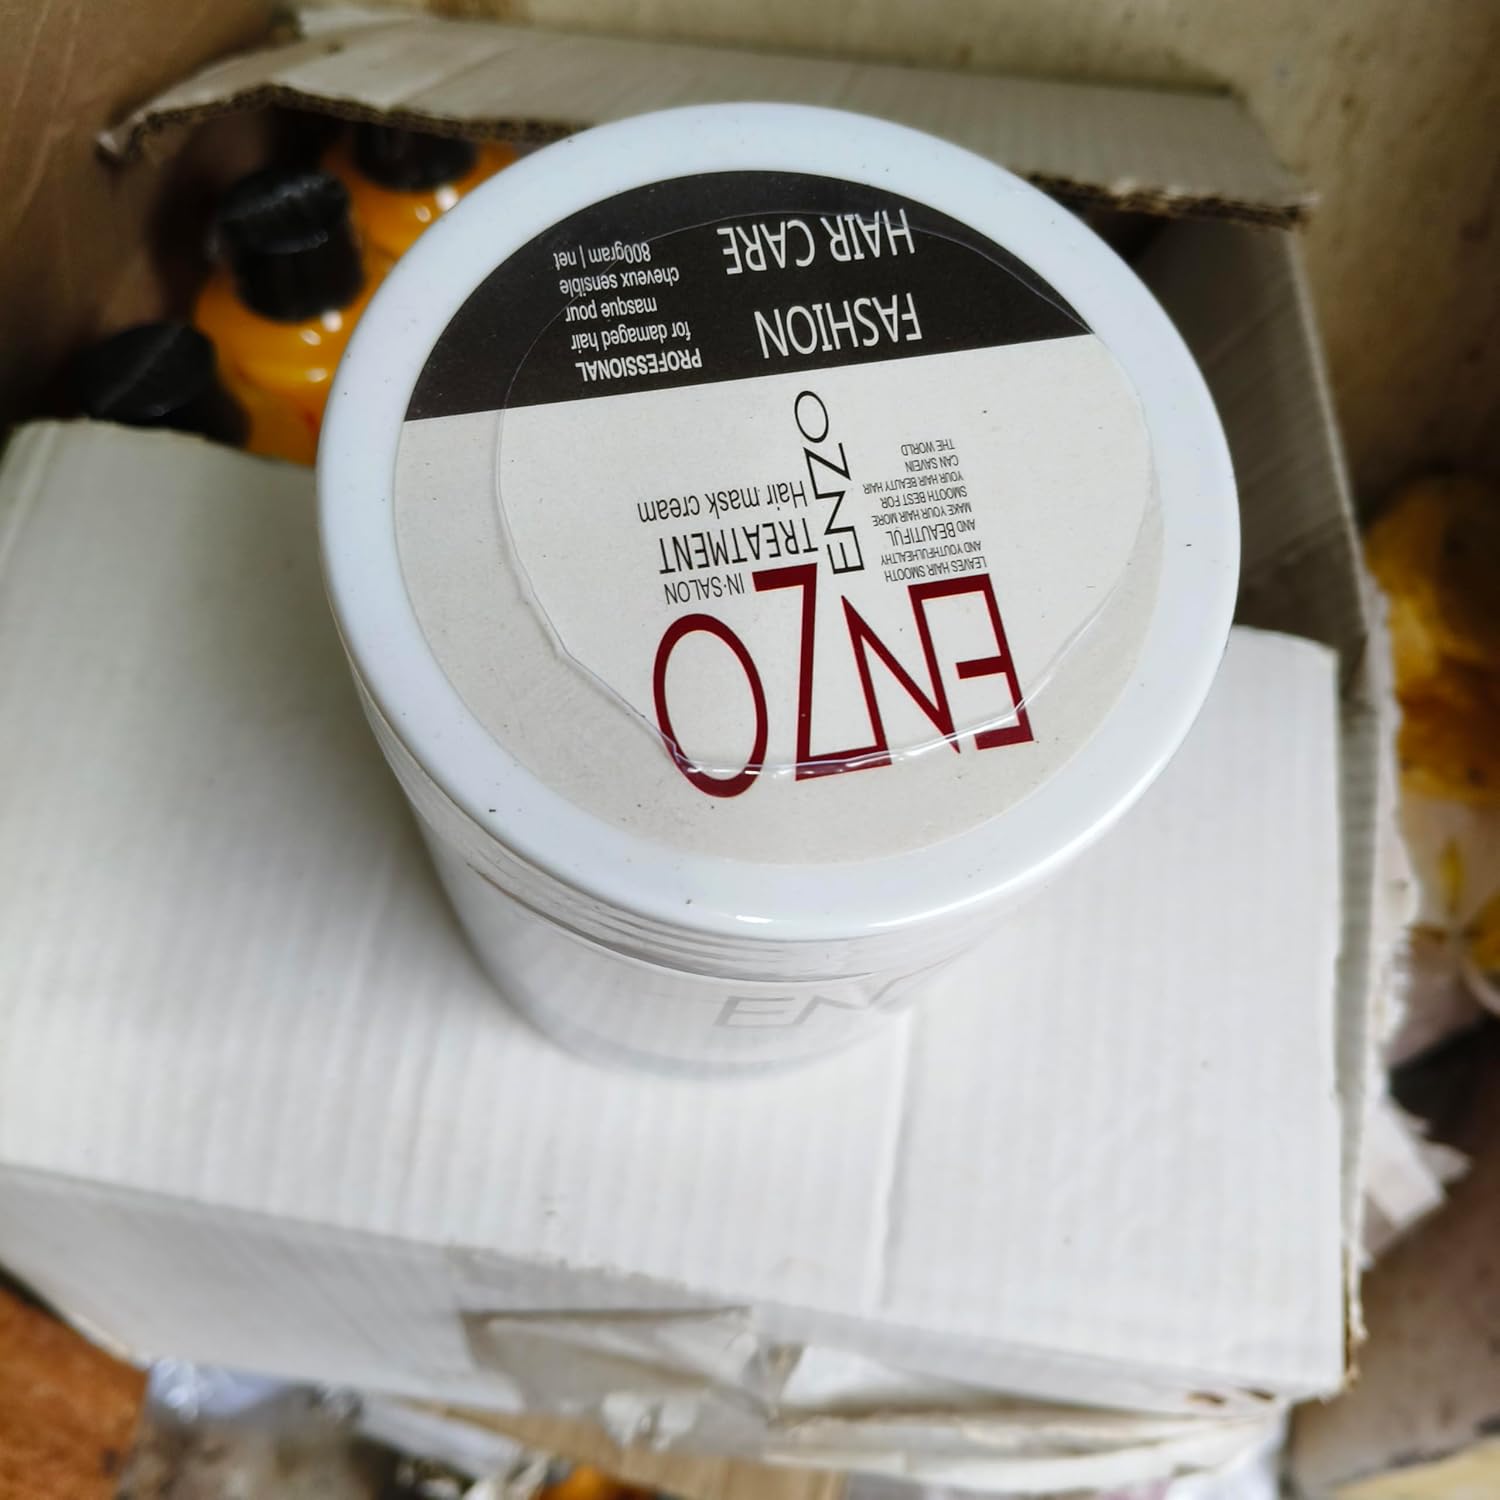 ENZO
LEAVES HAIR SMOOTH
AND YOUTHFULHEALTHY
AND BEAUTIFUL.
MAKE YOUR HAIR MORE
SMOOTH BEST FOR
YOUR HAIR BEAUTY HAIR
CAN SAVEIN
THE WORLD
ENZO
IN-SALON
TREATMENT
Hair mask cream
FASHION
HAIR CARE
PROFESSIONAL
for damaged hair
masque pour
cheveux sensible
800gram | net